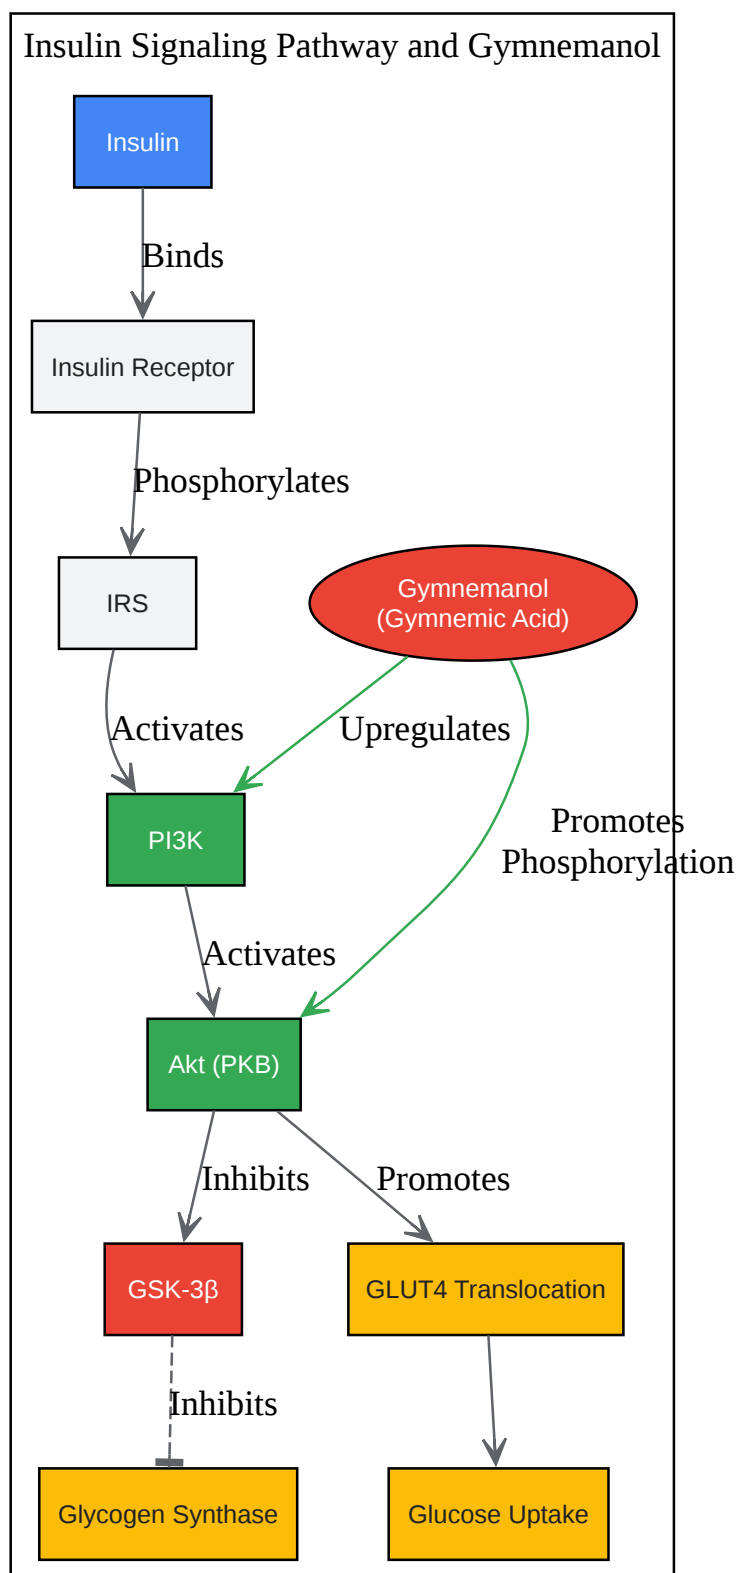 Insulin Signaling Pathway and Gymnemanol
Insulin
Binds
Insulin Receptor
Phosphorylates
IRS
Gymnemanol
(Gymnemic Acid)
Activates
Upregulates
PI3K
Promotes
Phosphorylation
Activates
Akt (PKB)
Inhibits
Promotes
GSK-3β
GLUT4 Translocation
Inhibits
Glycogen Synthase
Glucose Uptake